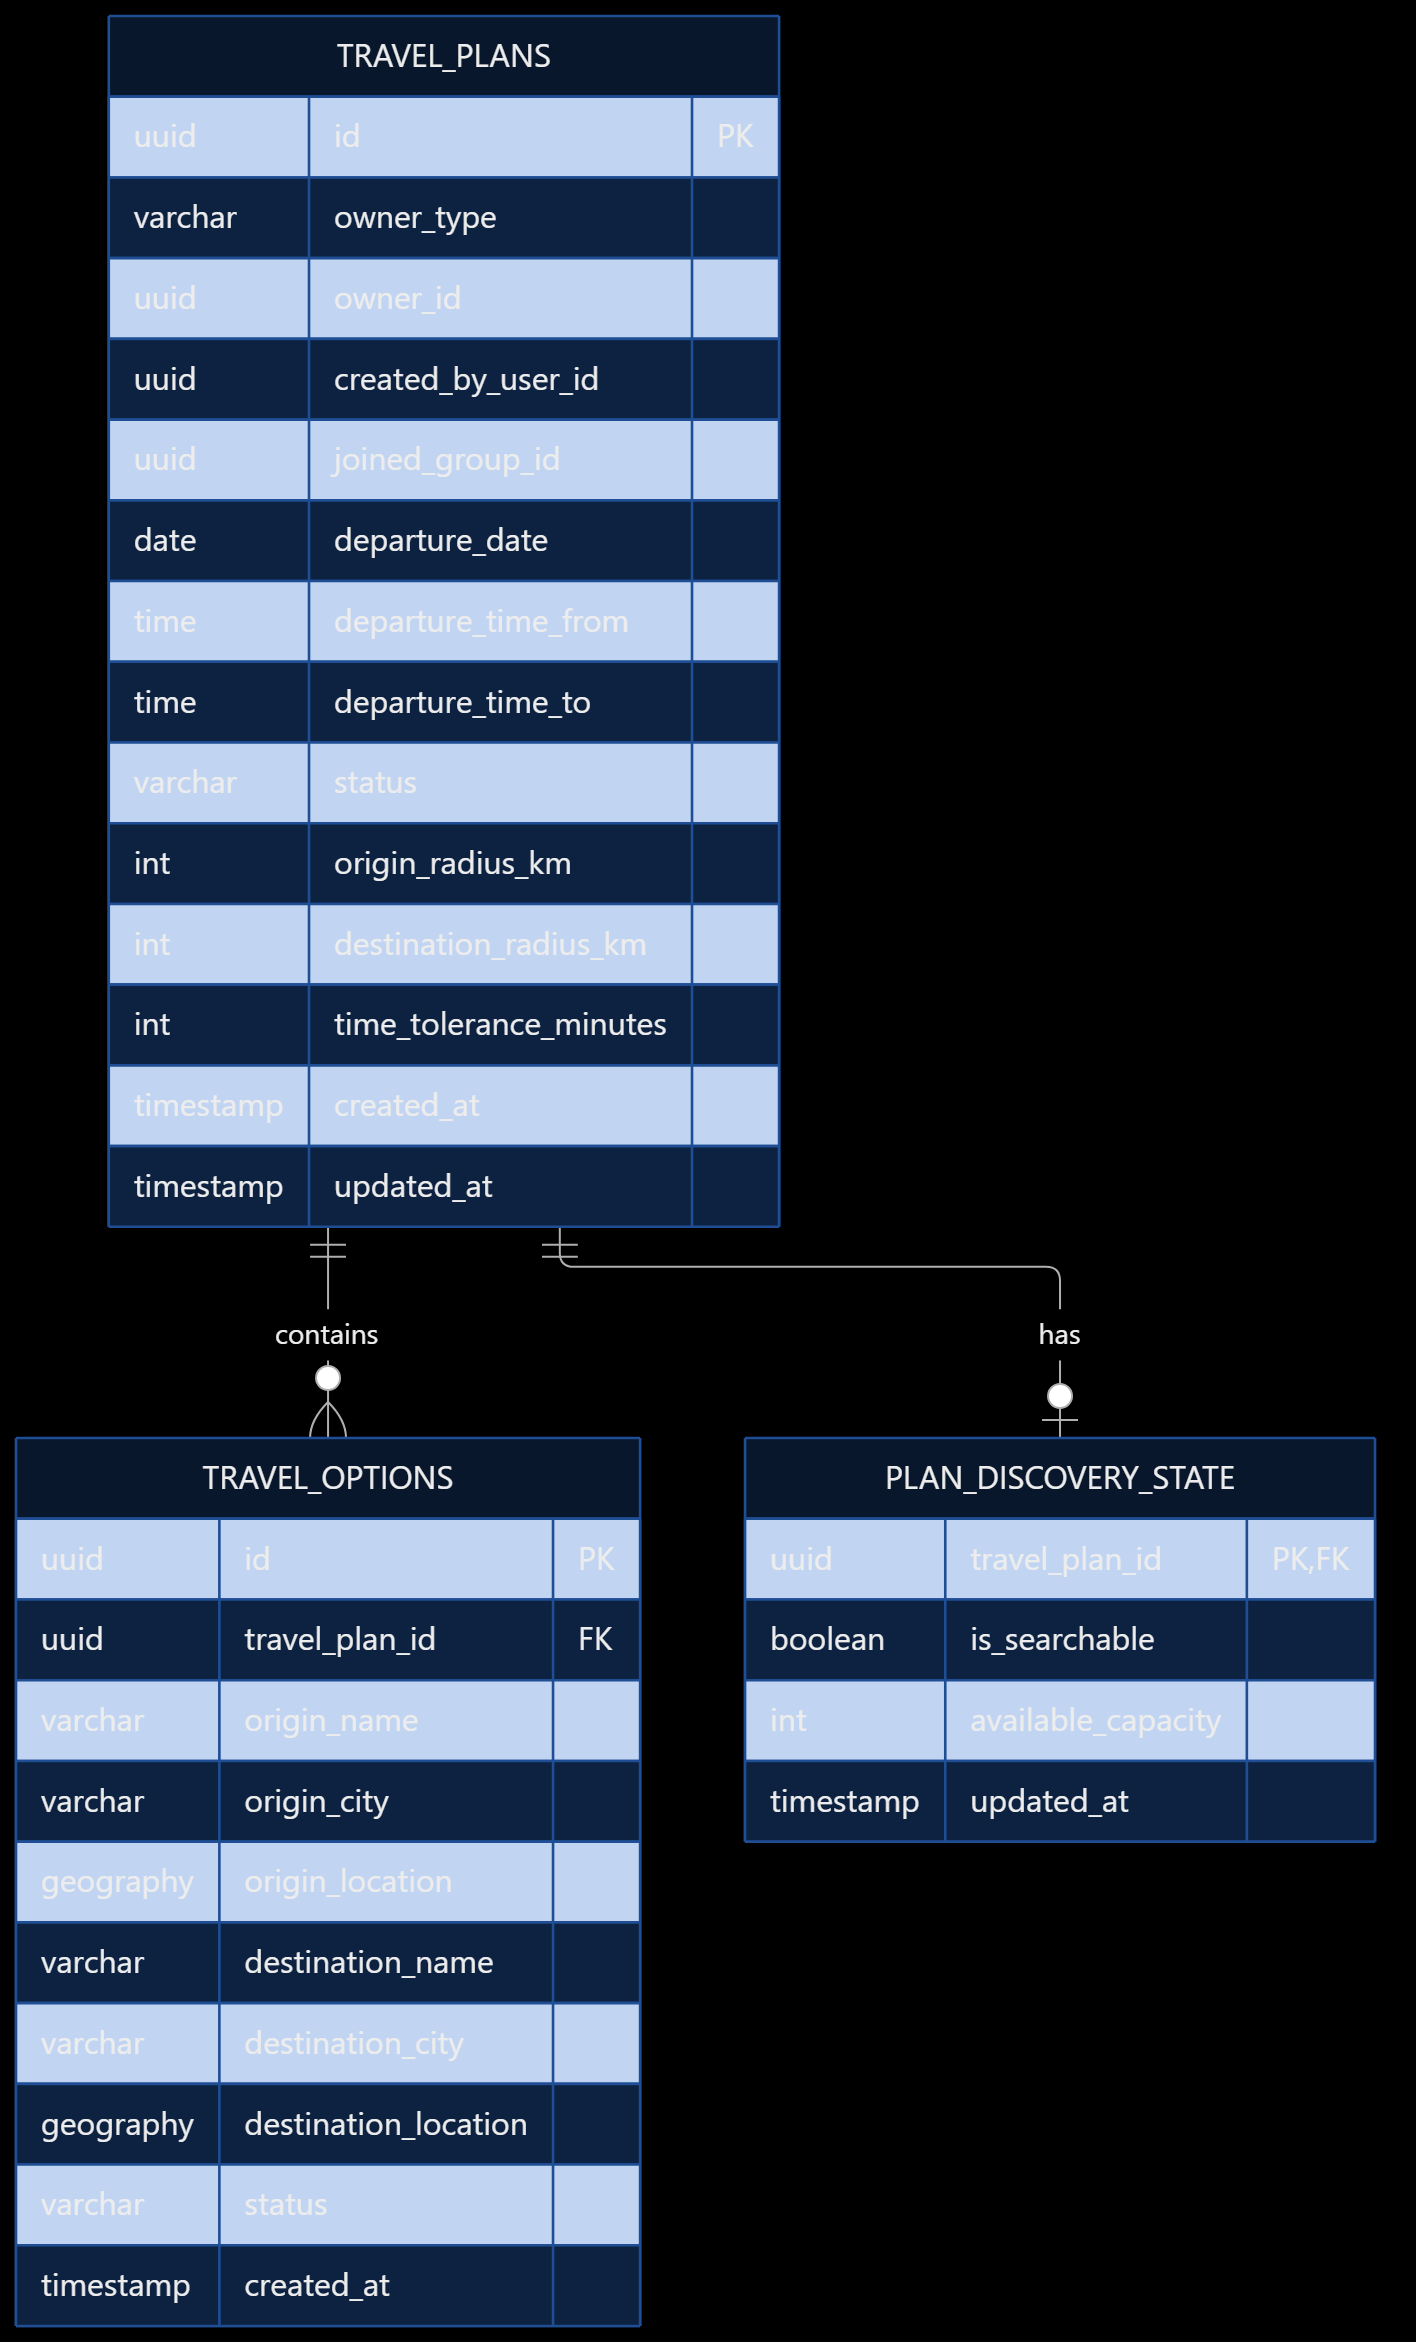 TRAVEL_PLANS
uuid id PK
varchar owner_type
uuid owner_id
uuid created_by_user_id
uuid joined_group_id
date departure_date
time departure_time_from
time departure_time_to
varchar status
int origin_radius_km
int destination_radius_km
int time_tolerance_minutes
timestamp created_at
timestamp updated_at
contains
has
TRAVEL_OPTIONS
uuid id PK
uuid travel_plan_id FK
varchar origin_name
varchar origin_city
geography origin_location
varchar destination_name
varchar destination_city
geography destination_location
varchar status
timestamp created_at
PLAN_DISCOVERY_STATE
uuid travel_plan_id PK,FK
boolean is_searchable
int available_capacity
timestamp updated_at